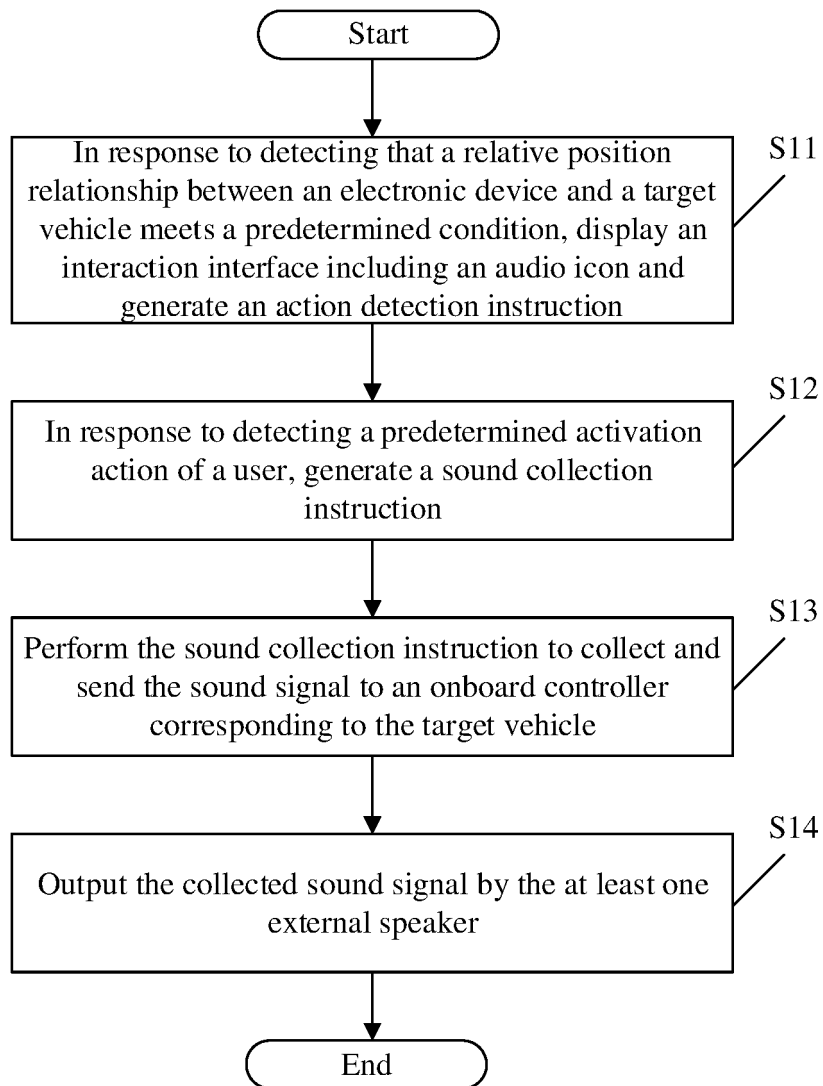 Start
In response to detecting that a relative position
relationship between an electronic device and a target
vehicle meets a predetermined condition, display an
interaction interface including an audio icon and
generate an action detection instruction
S11
In response to detecting a predetermined activation
action of a user, generate a sound collection
instruction
S12
Perform the sound collection instruction to collect and
send the sound signal to an onboard controller
corresponding to the target vehicle
S13
Output the collected sound signal by the at least one
external speaker
S14
End